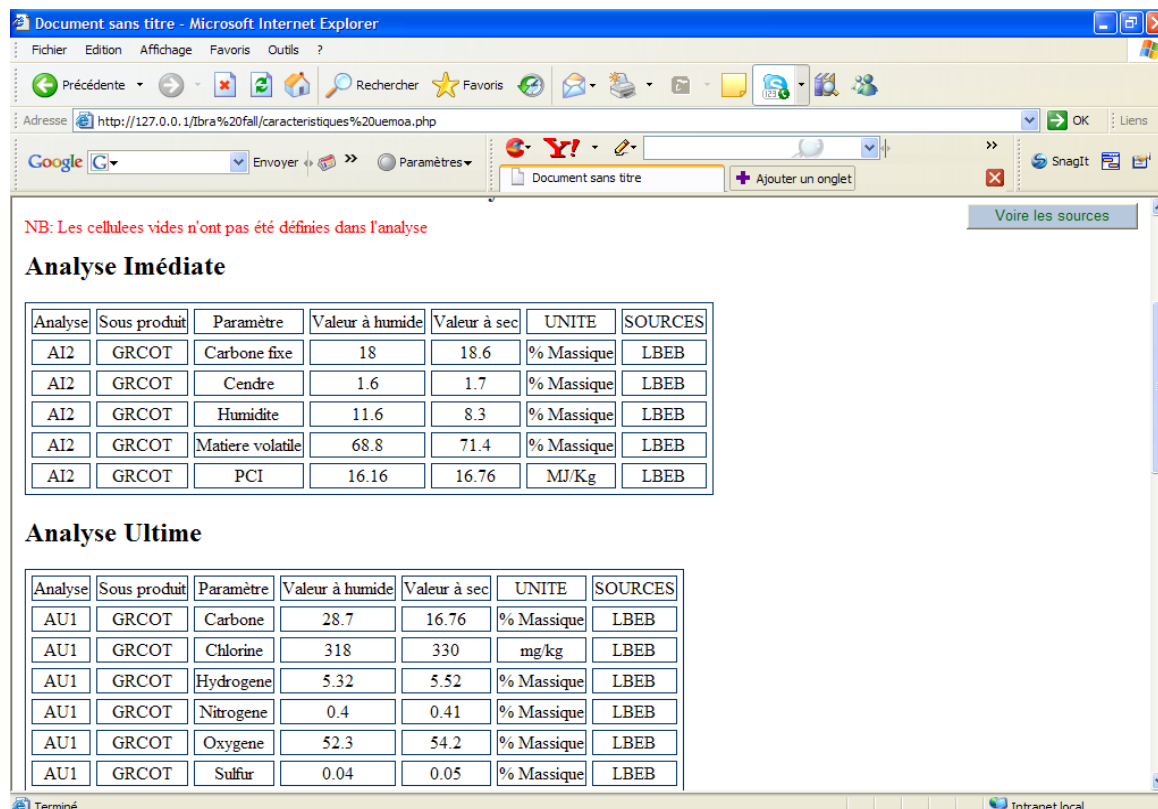 Document sans titre - Microsoft Internet Explorer
Fichier Edition Affichage Favoris Outils ?
Précédente Rechercher Favoris
Adresse http://127.0.0.1/Ibra%20fall/caracteristiques%20uemoa.php OK Liens
Google G Envoyer » Paramètres Y! » SnagIt
Document sans titre Ajouter un onglet
NB: Les cellulees vides n'ont pas été définies dans l'analyse Voire les sources
Analyse Imédiate
Analyse Sous produit Paramètre Valeur à humide Valeur à sec UNITE SOURCES
AI2 GRCOT Carbone fixe 18 18.6 % Massique LBEB
AI2 GRCOT Cendre 1.6 1.7 % Massique LBEB
AI2 GRCOT Humidite 11.6 8.3 % Massique LBEB
AI2 GRCOT Matiere volatile 68.8 71.4 % Massique LBEB
AI2 GRCOT PCI 16.16 16.76 MJ/Kg LBEB
Analyse Ultime
Analyse Sous produit Paramètre Valeur à humide Valeur à sec UNITE SOURCES
AU1 GRCOT Carbone 28.7 16.76 % Massique LBEB
AU1 GRCOT Chlorine 318 330 mg/kg LBEB
AU1 GRCOT Hydrogene 5.32 5.52 % Massique LBEB
AU1 GRCOT Nitrogene 0.4 0.41 % Massique LBEB
AU1 GRCOT Oxygene 52.3 54.2 % Massique LBEB
AU1 GRCOT Sulfur 0.04 0.05 % Massique LBEB
Terminé Intranet local